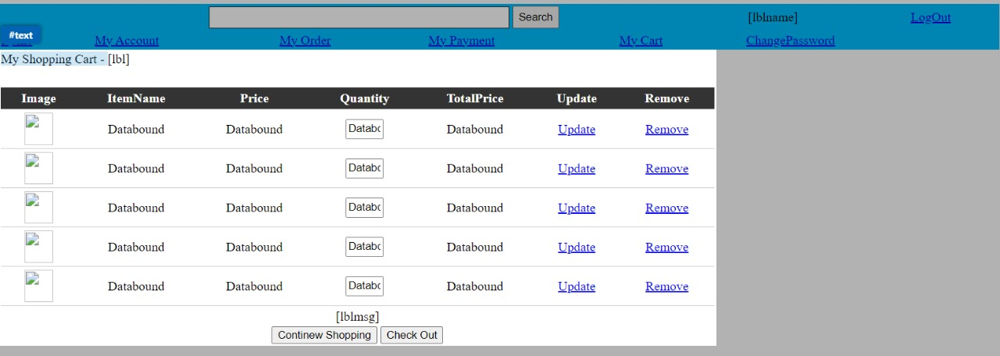 Search [lblname] LogOut
#text My Account My Order My Payment My Cart ChangePassword
My Shopping Cart - [lbl]
Image ItemName Price Quantity TotalPrice Update Remove
Databound Databound Databo Databound Update Remove
Databound Databound Databo Databound Update Remove
Databound Databound Databo Databound Update Remove
Databound Databound Databo Databound Update Remove
Databound Databound Databo Databound Update Remove
[lblmsg]
Continew Shopping Check Out